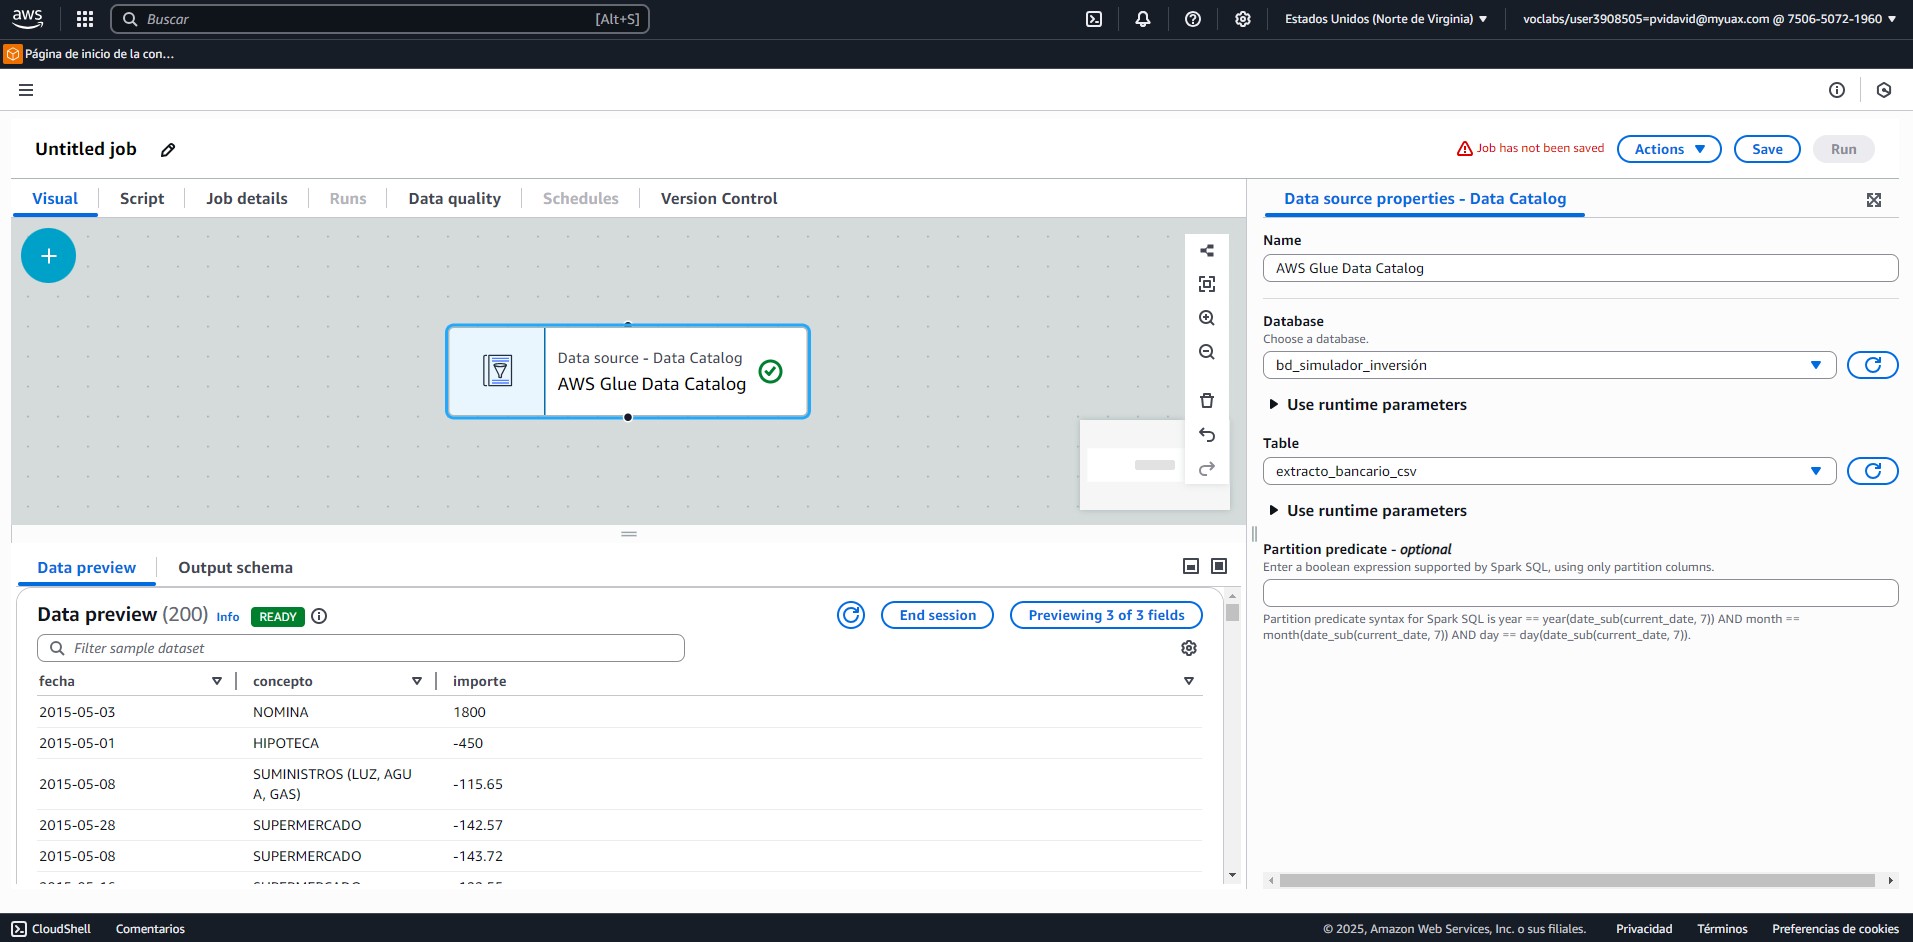 aws
Buscar
[Alt+S]
Estados Unidos (Norte de Virginia) ▼
voclabs/user3908505=pvidavid@myuax.com @ 7506-5072-1960 ▼
Página de inicio de la con...
Untitled job
Job has not been saved
Actions ▼
Save
Run
Visual
Script
Job details
Runs
Data quality
Schedules
Version Control
Data source - Data Catalog
AWS Glue Data Catalog
Data source properties - Data Catalog
Name
AWS Glue Data Catalog
Database
Choose a database.
bd_simulador_inversión
Use runtime parameters
Table
extracto_bancario_csv
Use runtime parameters
Partition predicate - optional
Enter a boolean expression supported by Spark SQL, using only partition columns.
Partition predicate syntax for Spark SQL is year == year(date_sub(current_date, 7)) AND month ==
month(date_sub(current_date, 7)) AND day == day(date_sub(current_date, 7)).
Data preview
Output schema
Data preview (200) Info READY
End session
Previewing 3 of 3 fields
Filter sample dataset
fecha concepto importe
2015-05-03 NOMINA 1800
2015-05-01 HIPOTECA -450
2015-05-08 SUMINISTROS (LUZ, AGU
A, GAS) -115.65
2015-05-28 SUPERMERCADO -142.57
2015-05-08 SUPERMERCADO -143.72
CloudShell
Comentarios
© 2025, Amazon Web Services, Inc. o sus filiales.
Privacidad
Términos
Preferencias de cookies